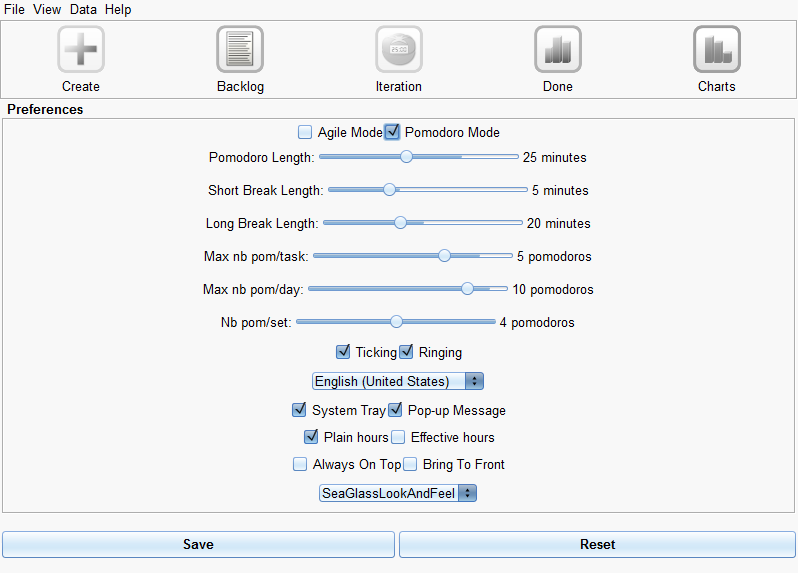 File View Data Help
25:00
Create Backlog Iteration Done Charts
Preferences
Agile Mode Pomodoro Mode
Pomodoro Length: 25 minutes
Short Break Length: 5 minutes
Long Break Length: 20 minutes
Max nb pom/task: 5 pomodoros
Max nb pom/day: 10 pomodoros
Nb pom/set: 4 pomodoros
Ticking Ringing
English (United States)
System Tray Pop-up Message
Plain hours Effective hours
Always On Top Bring To Front
SeaGlassLookAndFeel
Save Reset